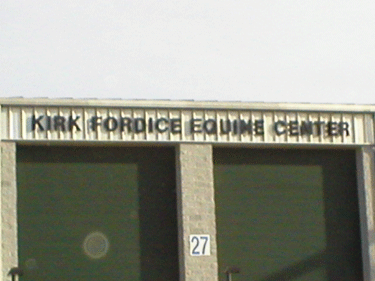 KIRK FORDICE EQUINE CENTER
27